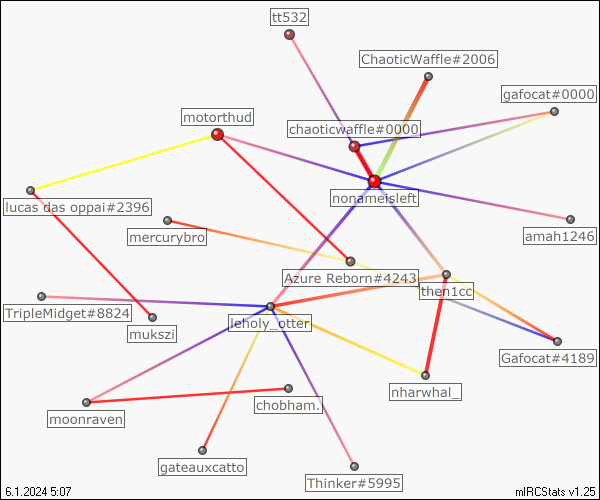 tt532
ChaoticWaffle#2006
gafocat#0000
motorthud
chaoticwaffle#0000
nonameisleft
lucas das oppai#2396
mercurybro
amah1246
Azure Reborn#4243
then1cc
TripleMidget#8824
leholy_otter
mukszi
Gafocat#4189
nharwhal_
chobham.
moonraven
gateauxcatto
Thinker#5995
6.1.2024 5:07
mIRCStats v1.25